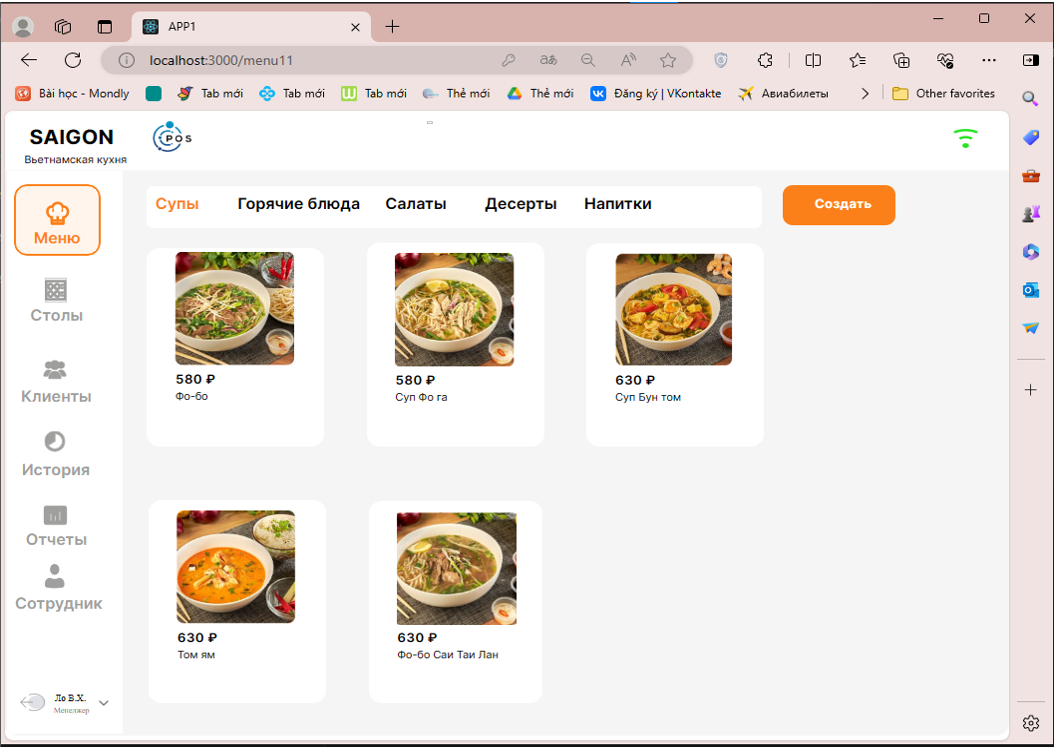 APP1
localhost:3000/menu11
Bài học - Mondly
Tab mới
Tab mới
Tab mới
Thẻ mới
Thẻ mới
Đăng ký | VKontakte
Авиабилеты
Other favorites
SAIGON
Вьетнамская кухня
POS
Супы
Горячие блюда
Салаты
Десерты
Напитки
Создать
Меню
Столы
Клиенты
История
Отчеты
Сотрудник
580 ₽
Фо-бо
580 ₽
Суп Фо га
630 ₽
Суп Бун том
630 ₽
Том ям
630 ₽
Фо-бо Саи Таи Лан
Ло В.Х.
Менеджер